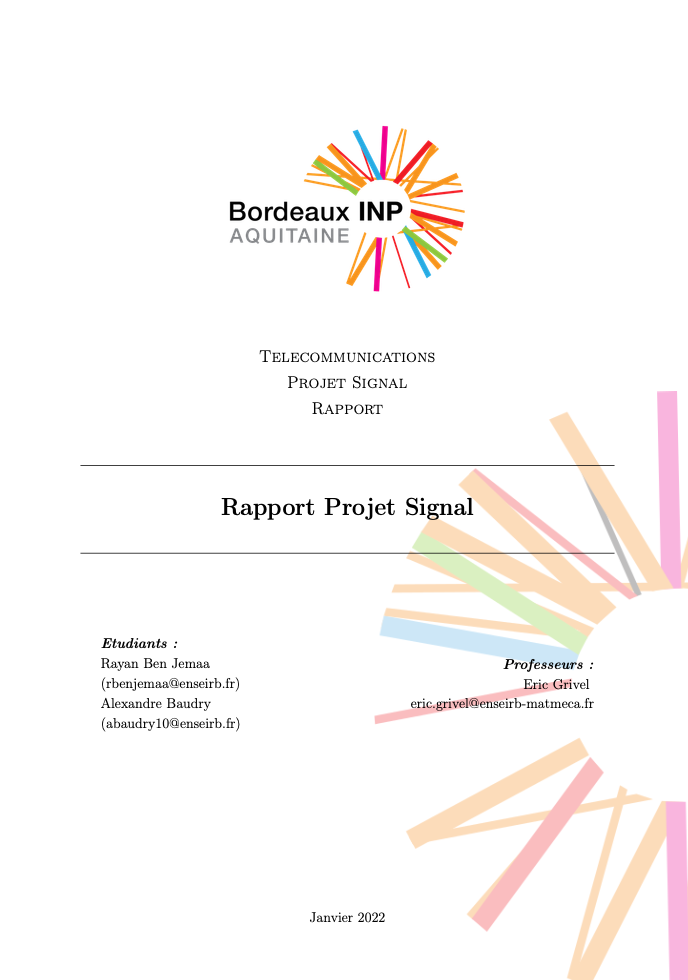 Bordeaux INP
AQUITAINE
Telecommunications
Projet Signal
Rapport
Rapport Projet Signal
Etudiants :
Rayan Ben Jemaa
(rbenjemaa@enseirb.fr)
Alexandre Baudry
(abaudry10@enseirb.fr)
Professeurs :
Eric Grivel
eric.grivel@enseirb-matmeca.fr
Janvier 2022